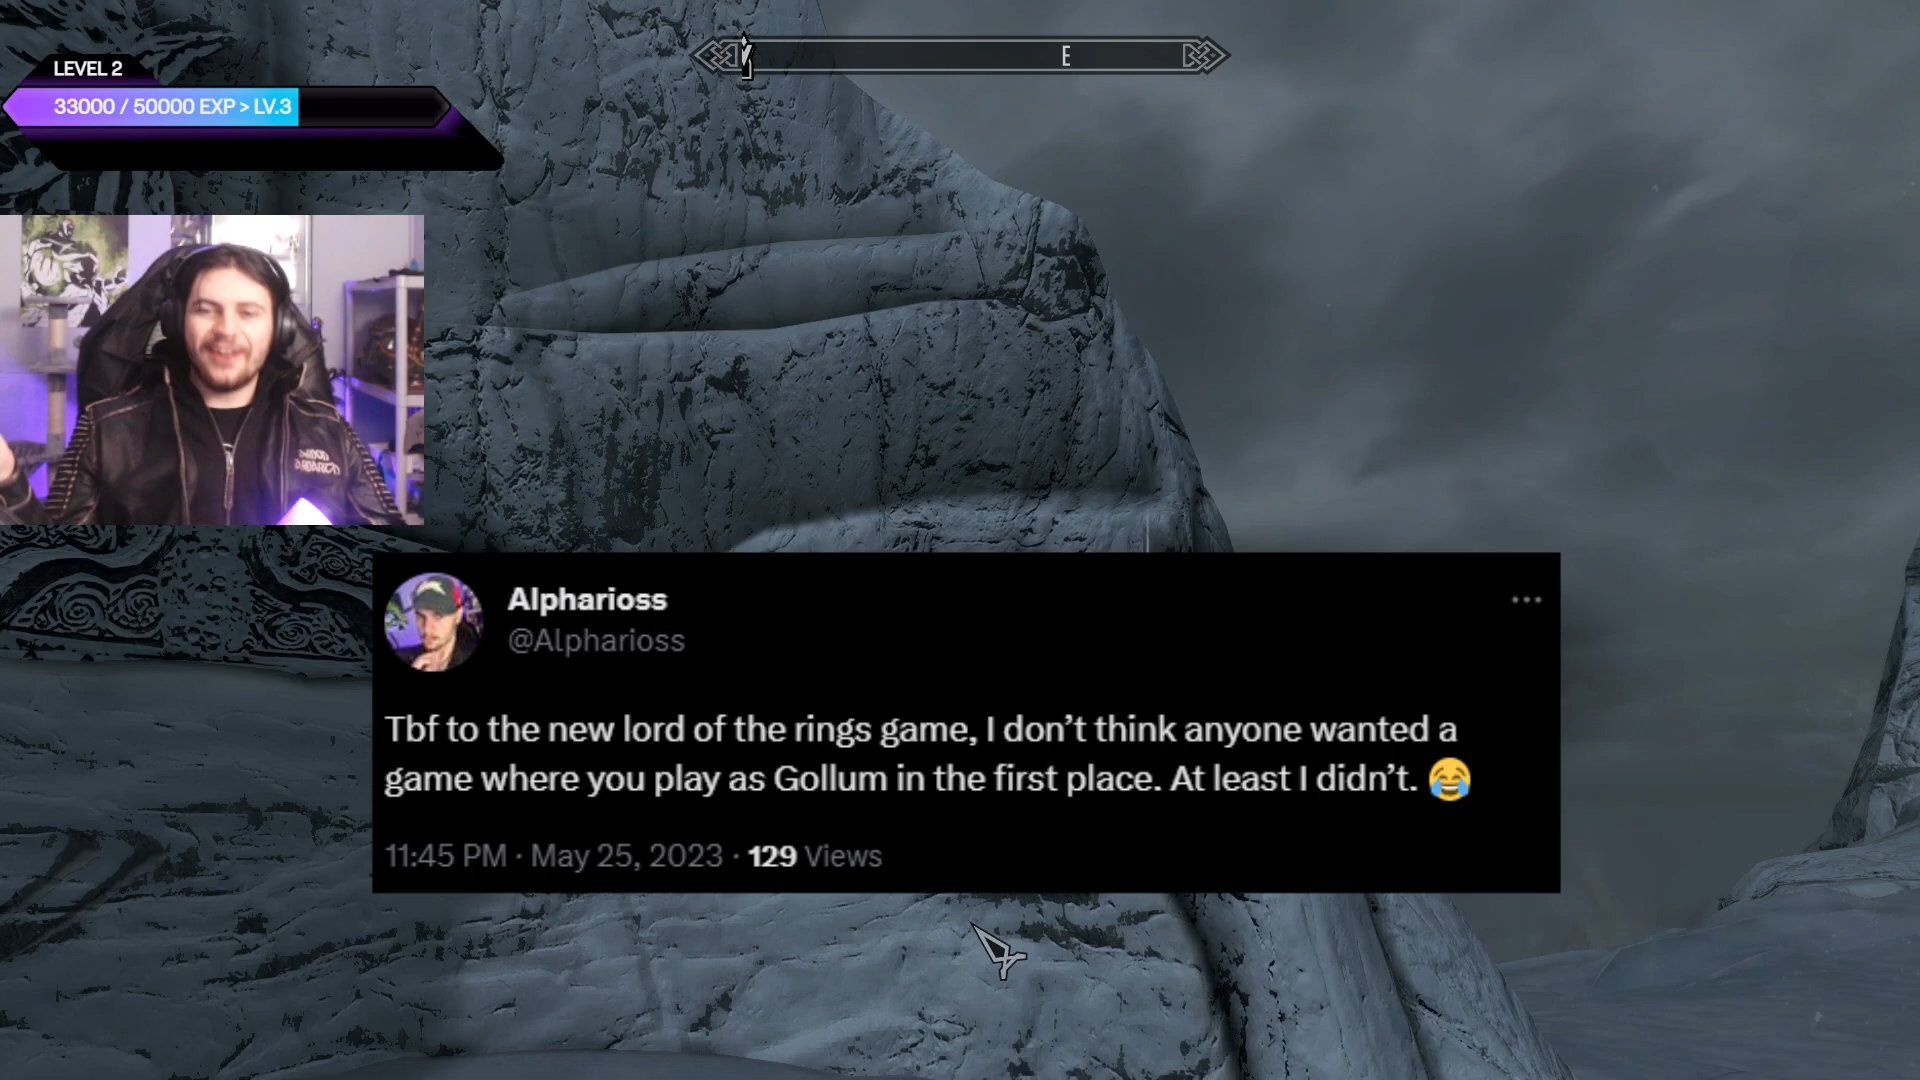 LEVEL 2
33000 / 50000 EXP > LV.3
E
Alpharioss
@Alpharioss
Tbf to the new lord of the rings game, I don’t think anyone wanted a
game where you play as Gollum in the first place. At least I didn’t. 😂
11:45 PM · May 25, 2023 · 129 Views